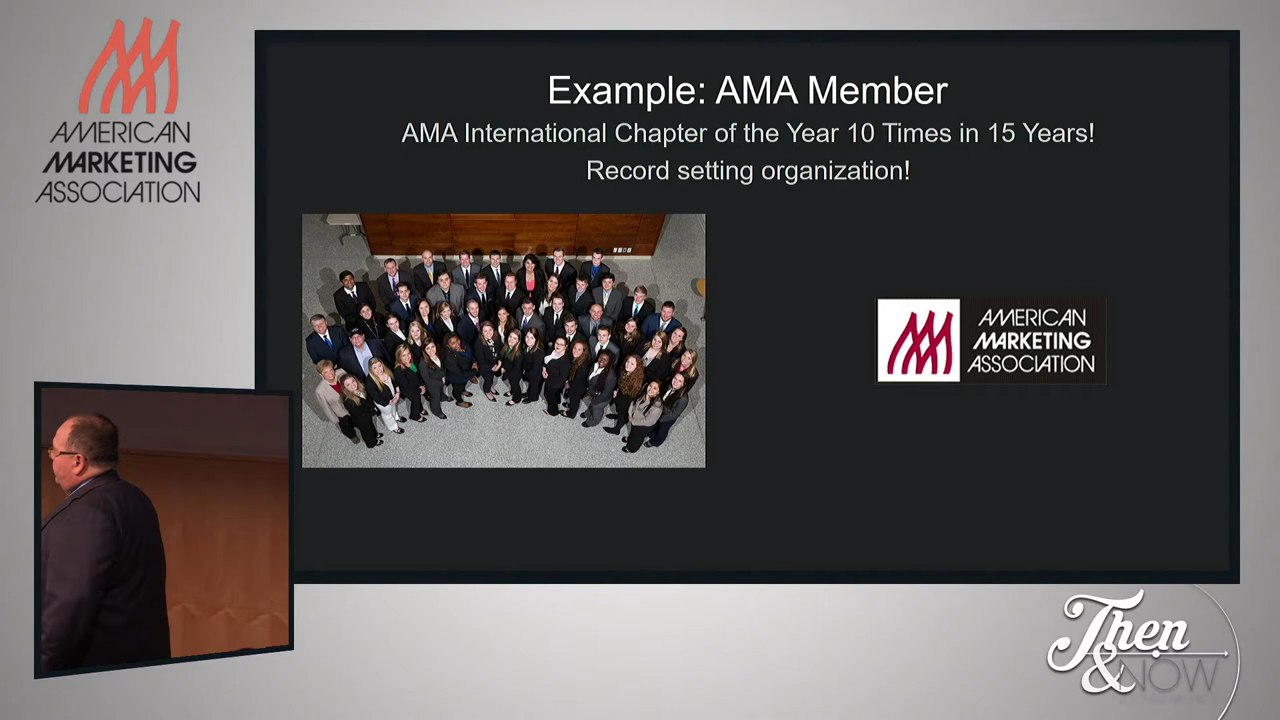 AMERICAN
MARKETING
ASSOCIATION
Example: AMA Member
AMA International Chapter of the Year 10 Times in 15 Years!
Record setting organization!
AMERICAN
MARKETING
ASSOCIATION
Then
& NOW